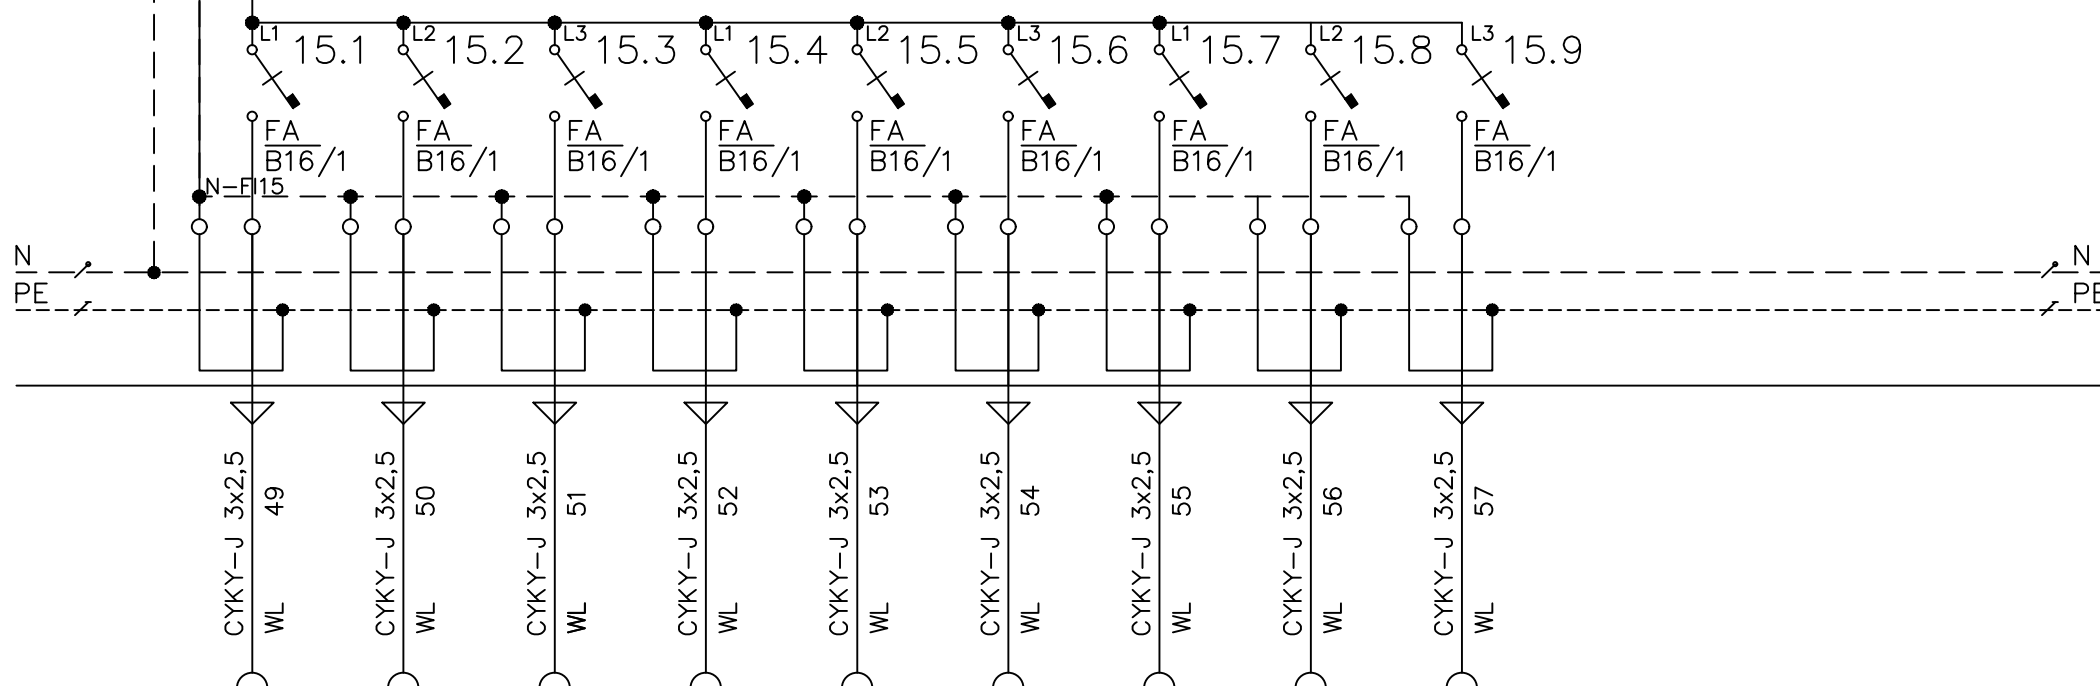 L1 15.1 L2 15.2 L3 15.3 L1 15.4 L2 15.5 L3 15.6 L1 15.7 L2 15.8 L3 15.9
FA FA FA FA FA FA FA FA FA
B16/1 B16/1 B16/1 B16/1 B16/1 B16/1 B16/1 B16/1 B16/1
N-FI15
N N
PE PE
CYKY-J 3x2,5
WL 49
CYKY-J 3x2,5
WL 50
CYKY-J 3x2,5
WL 51
CYKY-J 3x2,5
WL 52
CYKY-J 3x2,5
WL 53
CYKY-J 3x2,5
WL 54
CYKY-J 3x2,5
WL 55
CYKY-J 3x2,5
WL 56
CYKY-J 3x2,5
WL 57